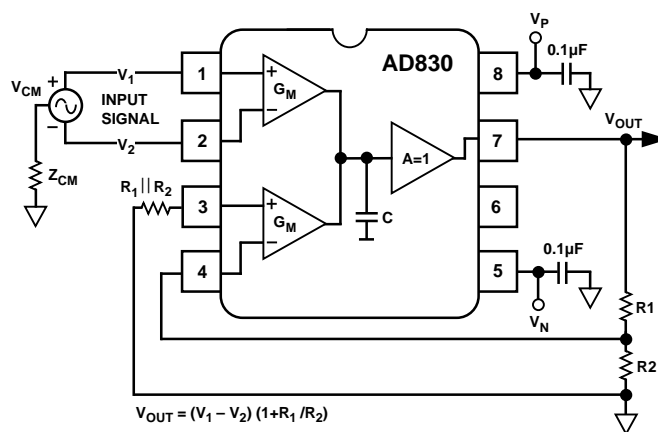 V_P
0.1µF
AD830
V_CM
V_1
INPUT
SIGNAL
V_2
Z_CM
1
2
3
4
+
−
G_M
+
−
G_M
A=1
C
8
7
6
5
V_OUT
R_1||R_2
+
−
0.1µF
V_N
R1
R2
V_OUT = (V_1 − V_2) (1+R_1/R_2)